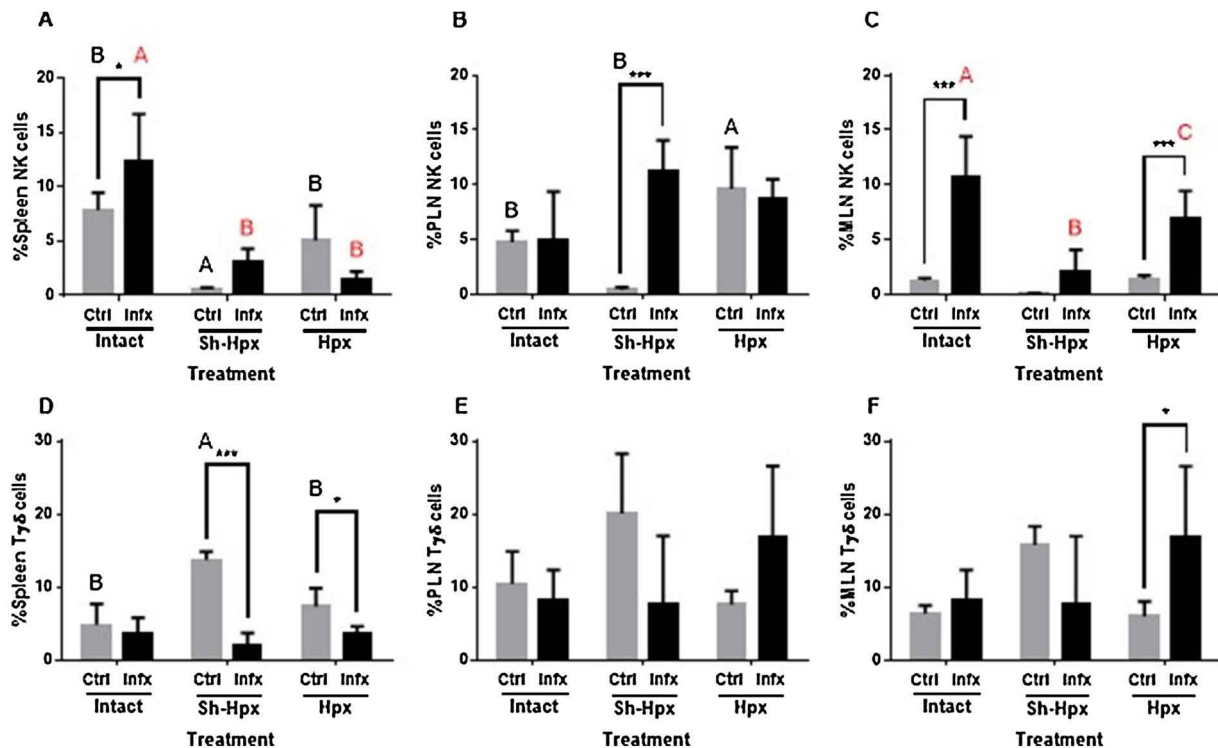 A
B
C
B A
*
%Spleen NK cells
20
15
10
5
0
A
B
B
B
Ctrl Infx Ctrl Infx Ctrl Infx
Intact Sh-Hpx Hpx
Treatment
%PLN NK cells
20
15
10
5
0
B
B
***
A
Ctrl Infx Ctrl Infx Ctrl Infx
Intact Sh-Hpx Hpx
Treatment
%MLN NK cells
20
15
10
5
0
*** A
B
*** C
Ctrl Infx Ctrl Infx Ctrl Infx
Intact Sh-Hpx Hpx
Treatment
D
E
F
%Spleen Tγδ cells
30
20
10
0
B
A
***
B
*
Ctrl Infx Ctrl Infx Ctrl Infx
Intact Sh-Hpx Hpx
Treatment
%PLN Tγδ cells
30
20
10
0
Ctrl Infx Ctrl Infx Ctrl Infx
Intact Sh-Hpx Hpx
Treatment
%MLN Tγδ cells
30
20
10
0
*
Ctrl Infx Ctrl Infx Ctrl Infx
Intact Sh-Hpx Hpx
Treatment